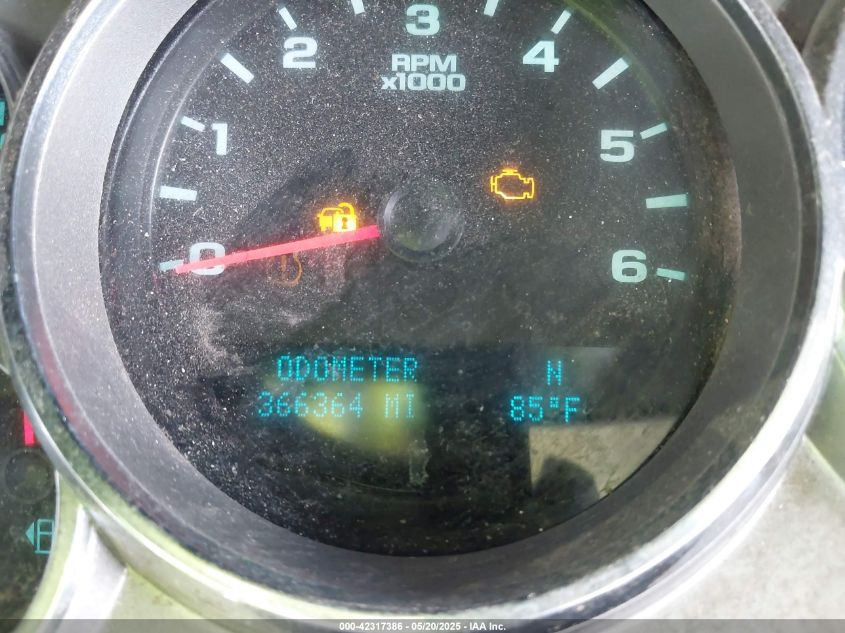 3
2 4
RPM
x1000
1 5
0 6
ODOMETER N
366364 MI 85°F
000-42317386 - 05/20/2025 - IAA Inc.